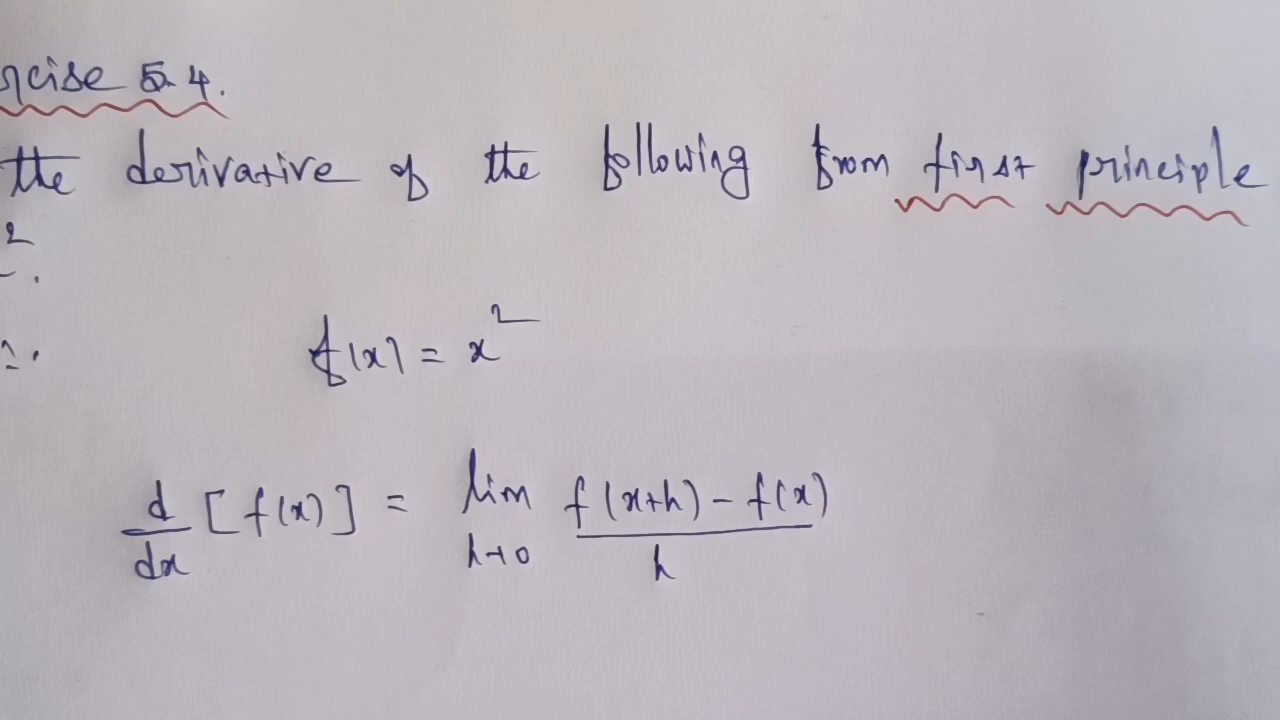 rcise 5.4.
the derivative of the following from first principle
2
f(x) = x²
d/dx [f(x)] = lim h→0 f(x+h) - f(x) / h